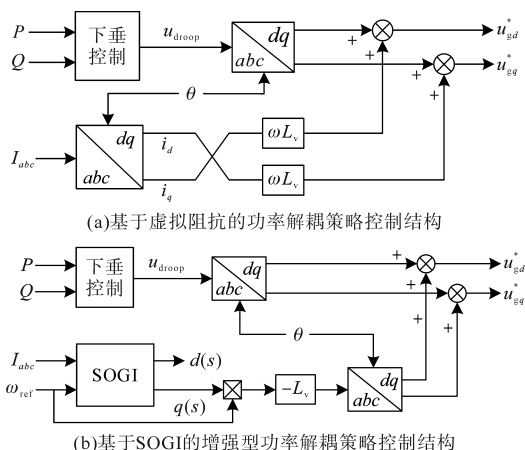 P
Q
下垂
控制
u_droop
dq
abc
+
+
+
+
u*_gd
u*_gq
θ
I_abc
dq
abc
i_d
i_q
ωL_v
ωL_v
(a)基于虚拟阻抗的功率解耦策略控制结构
P
Q
下垂
控制
u_droop
dq
abc
+
+
+
+
u*_gd
u*_gq
θ
I_abc
ω_ref
SOGI
d(s)
q(s)
−L_v
dq
abc
(b)基于SOGI的增强型功率解耦策略控制结构